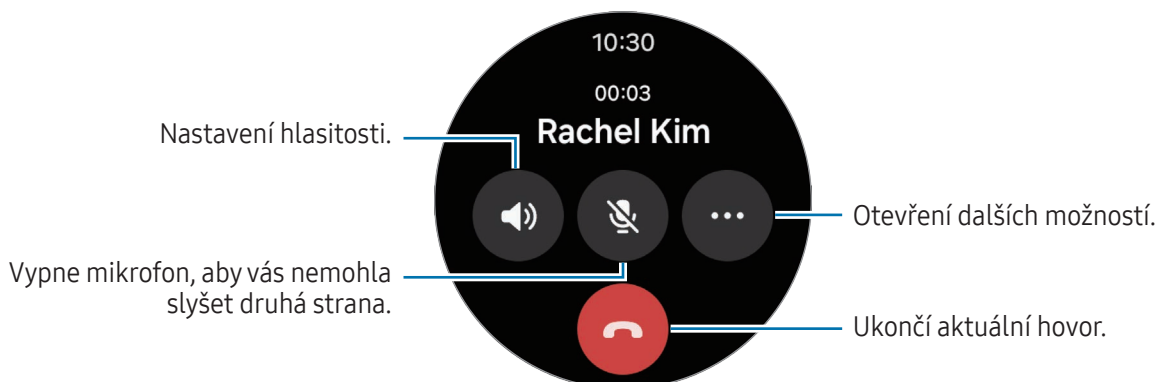 10:30
00:03
Rachel Kim
Nastavení hlasitosti.
Otevření dalších možností.
Vypne mikrofon, aby vás nemohla
slyšet druhá strana.
Ukončí aktuální hovor.